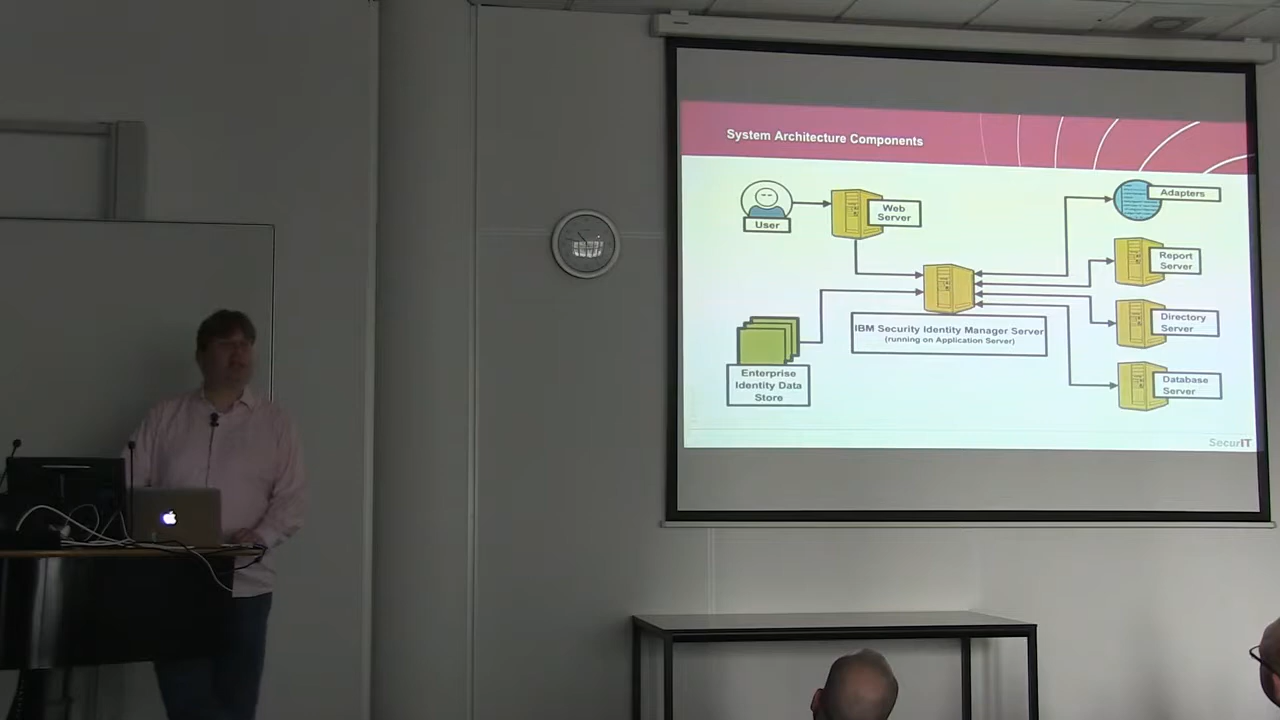 System Architecture Components
User
Web
Server
Adapters
Report
Server
IBM Security Identity Manager Server
(running on Application Server)
Directory
Server
Enterprise
Identity Data
Store
Database
Server
SecurIT